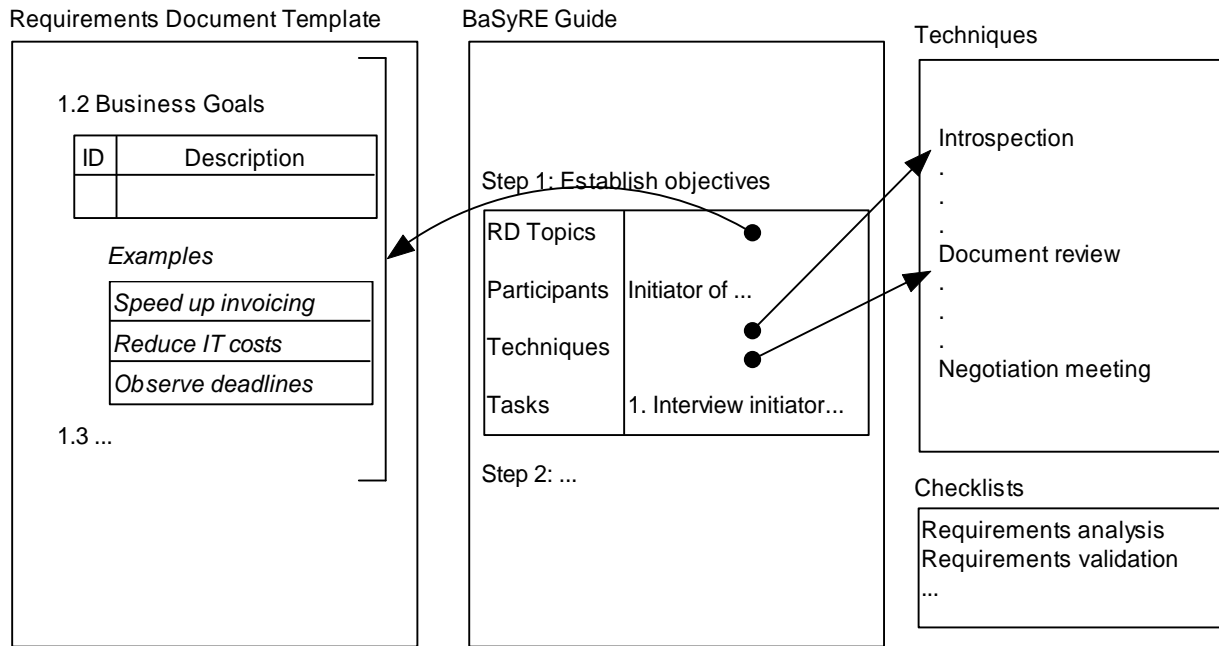 Requirements Document Template
1.2 Business Goals
ID Description
Examples
Speed up invoicing
Reduce IT costs
Observe deadlines
1.3 ...
BaSyRE Guide
Step 1: Establish objectives
RD Topics
Participants Initiator of ...
Techniques
Tasks 1. Interview initiator...
Step 2: ...
Techniques
Introspection
.
.
.
Document review
.
.
.
Negotiation meeting
Checklists
Requirements analysis
Requirements validation
...